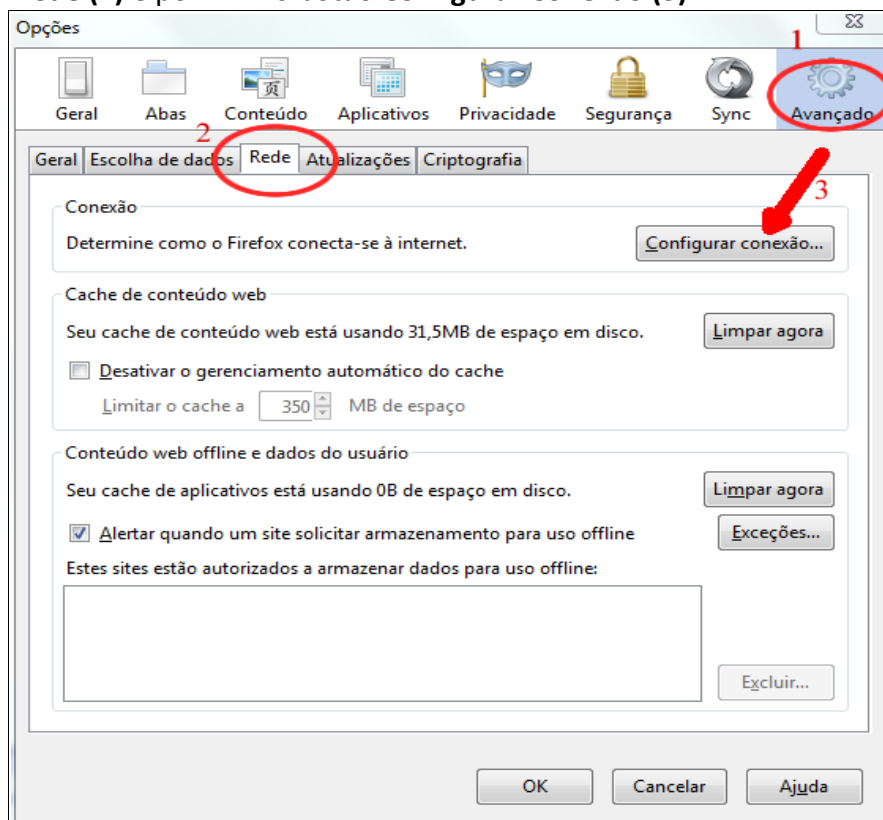 Opções
1
Geral Abas Conteúdo Aplicativos Privacidade Segurança Sync Avançado
2
Geral Escolha de dados Rede Atualizações Criptografia
3
Conexão
Determine como o Firefox conecta-se à internet. Configurar conexão...
Cache de conteúdo web
Seu cache de conteúdo web está usando 31,5MB de espaço em disco. Limpar agora
Desativar o gerenciamento automático do cache
Limitar o cache a 350 MB de espaço
Conteúdo web offline e dados do usuário
Seu cache de aplicativos está usando 0B de espaço em disco. Limpar agora
Alertar quando um site solicitar armazenamento para uso offline Exceções...
Estes sites estão autorizados a armazenar dados para uso offline:
Excluir...
OK Cancelar Ajuda